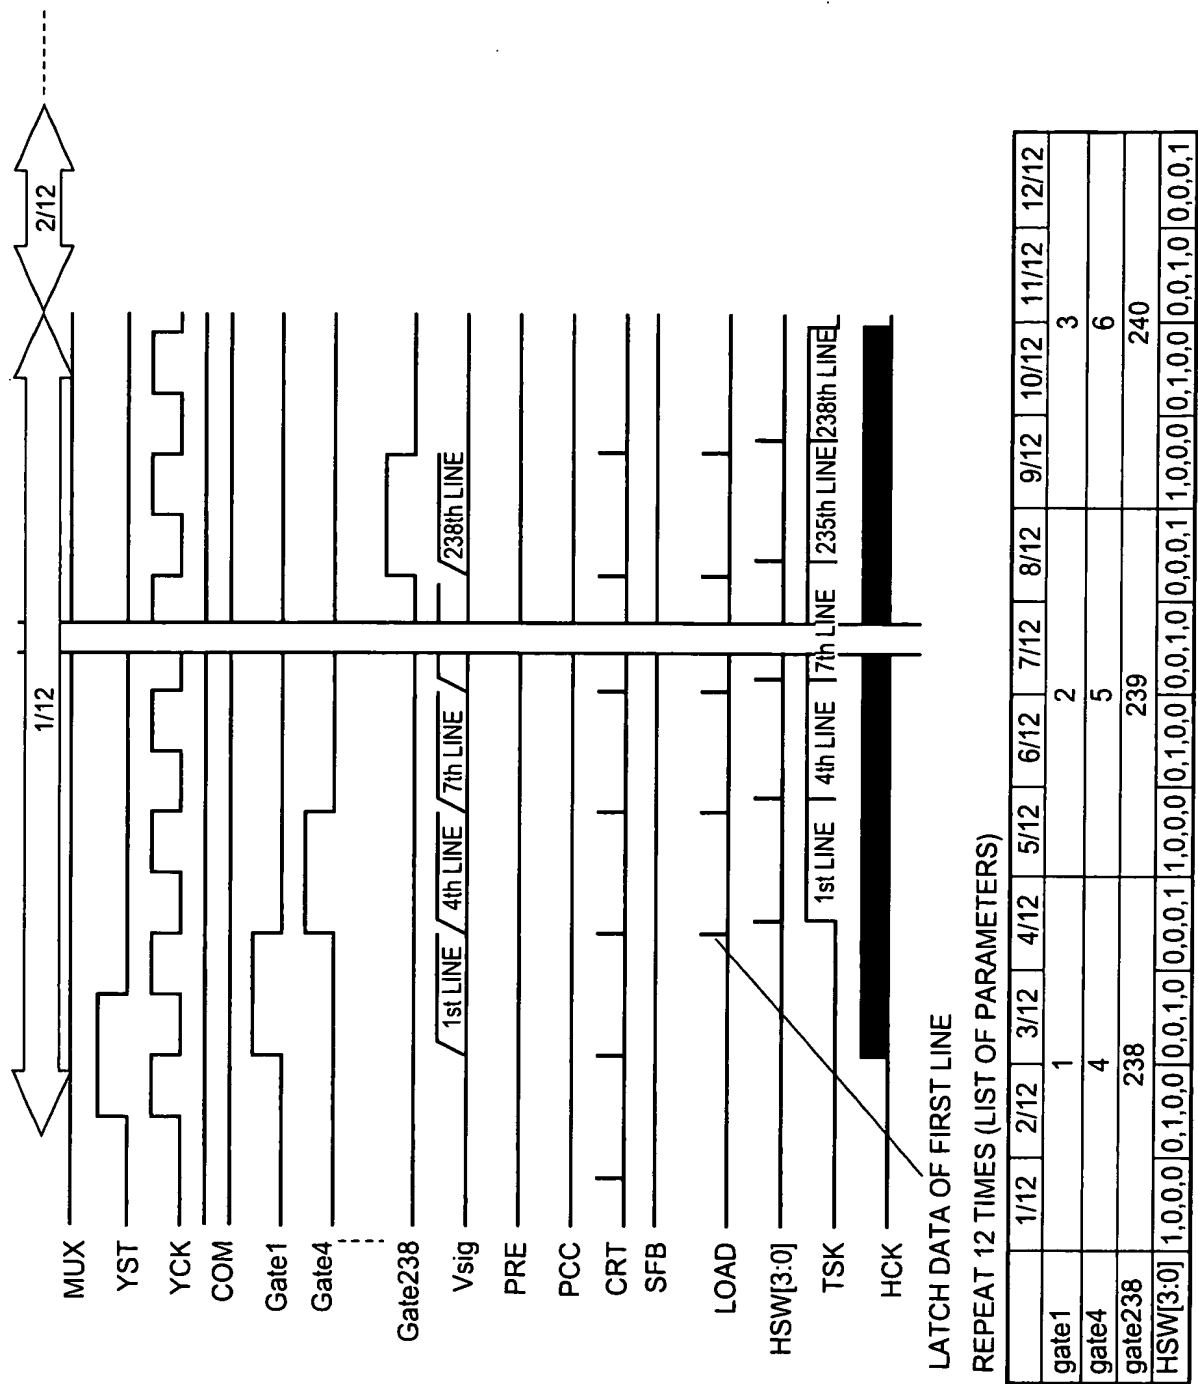 1/12 2/12
MUX
YST
YCK
COM
Gate1
Gate4
Gate238
Vsig 1st LINE 4th LINE 7th LINE 238th LINE
PRE
PCC
CRT
SFB
LOAD
HSW[3:0]
TSK 1st LINE 4th LINE 7th LINE 235th LINE 238th LINE
HCK
LATCH DATA OF FIRST LINE
REPEAT 12 TIMES (LIST OF PARAMETERS)
1/12 2/12 3/12 4/12 5/12 6/12 7/12 8/12 9/12 10/12 11/12 12/12
gate1 1 2 3
gate4 4 5 6
gate238 238 239 240
HSW[3:0] 1,0,0,0 0,1,0,0 0,0,1,0 0,0,0,1 1,0,0,0 0,1,0,0 0,0,1,0 0,0,0,1 1,0,0,0 0,1,0,0 0,0,1,0 0,0,0,1